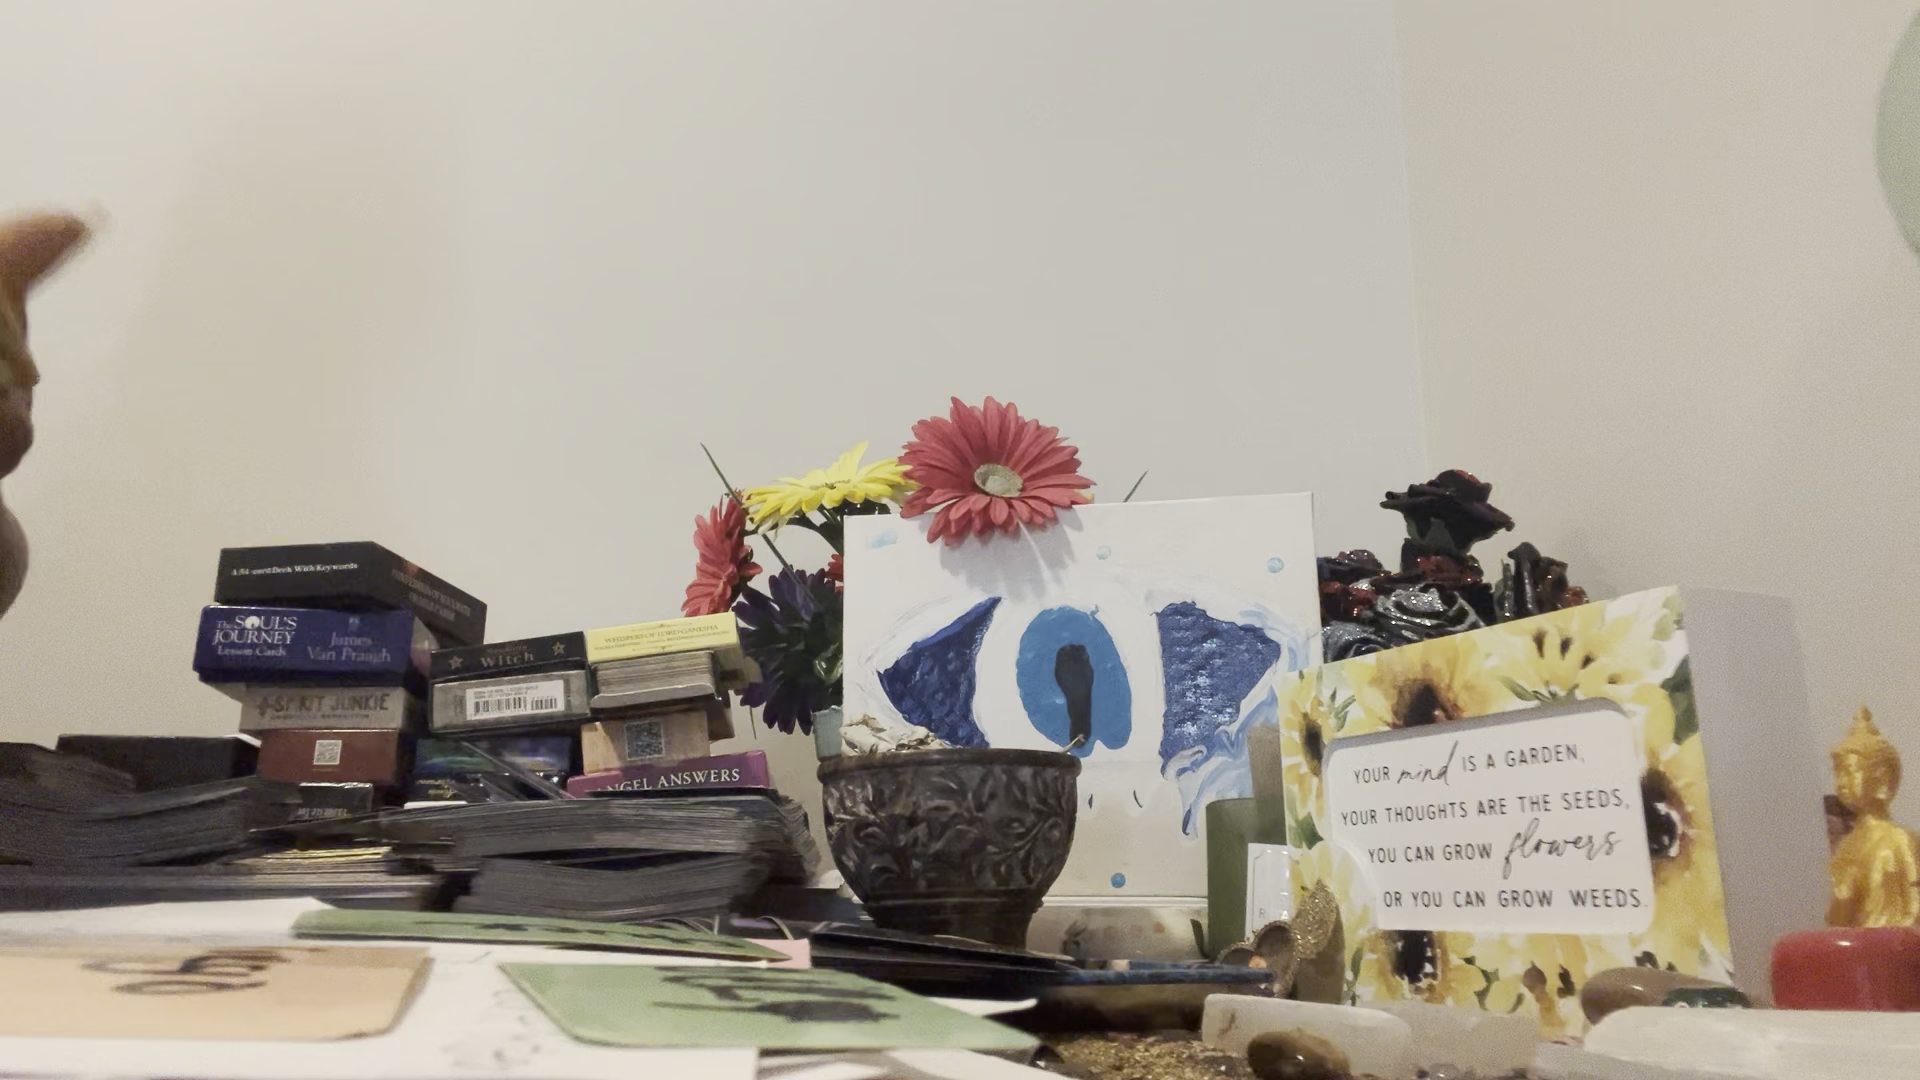 A 54-card Deck With Keywords
The SOUL'S
JOURNEY
Lesson Cards
James
Van Praagh
SPIRIT JUNKIE
Witch
WHISPERS OF LORD GANESHA
ANGEL ANSWERS
YOUR mind IS A GARDEN,
YOUR THOUGHTS ARE THE SEEDS,
YOU CAN GROW flowers
OR YOU CAN GROW WEEDS.